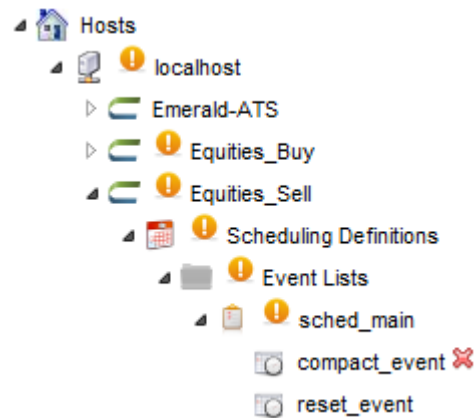 Hosts
localhost
Emerald-ATS
Equities_Buy
Equities_Sell
Scheduling Definitions
Event Lists
sched_main
compact_event
reset_event